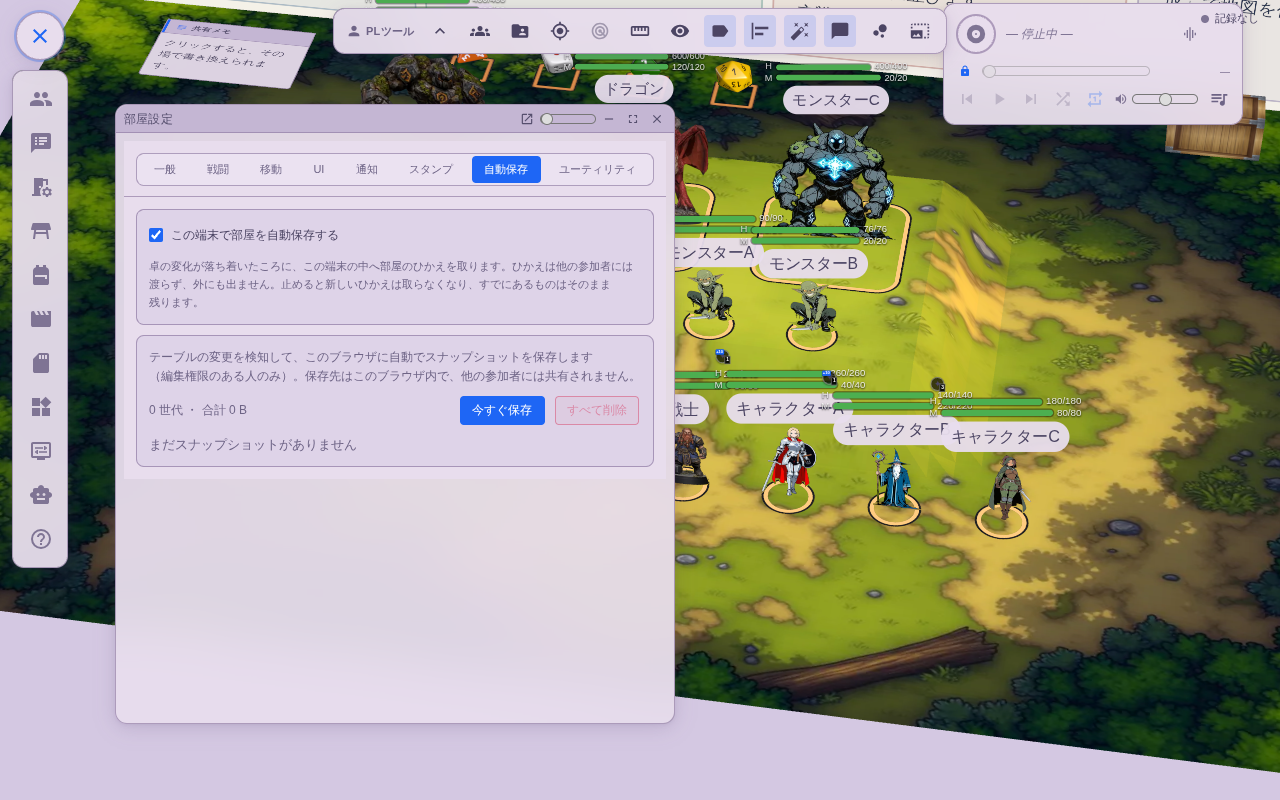 共有メモ
クリックすると、その
場で書き換えられま
す。
PLツール
記録なし
— 停止中 —
—
600/600
120/120
H
M
400/400
20/20
ドラゴン
モンスターC
部屋設定
一般
戦闘
移動
UI
通知
スタンプ
自動保存
ユーティリティ
この端末で部屋を自動保存する
卓の変化が落ち着いたころに、この端末の中へ部屋のひかえを取ります。ひかえは他の参加者には
渡らず、外にも出ません。止めると新しいひかえは取らなくなり、すでにあるものはそのまま
残ります。
テーブルの変更を検知して、このブラウザに自動でスナップショットを保存します
（編集権限のある人のみ）。保存先はこのブラウザ内で、他の参加者には共有されません。
0 世代 ・ 合計 0 B
今すぐ保存
すべて削除
まだスナップショットがありません
90/90
H
76/76
M
20/20
モンスターB
H
260/260
M
40/40
140/140
H
180/180
M
80/80
キャラクターC